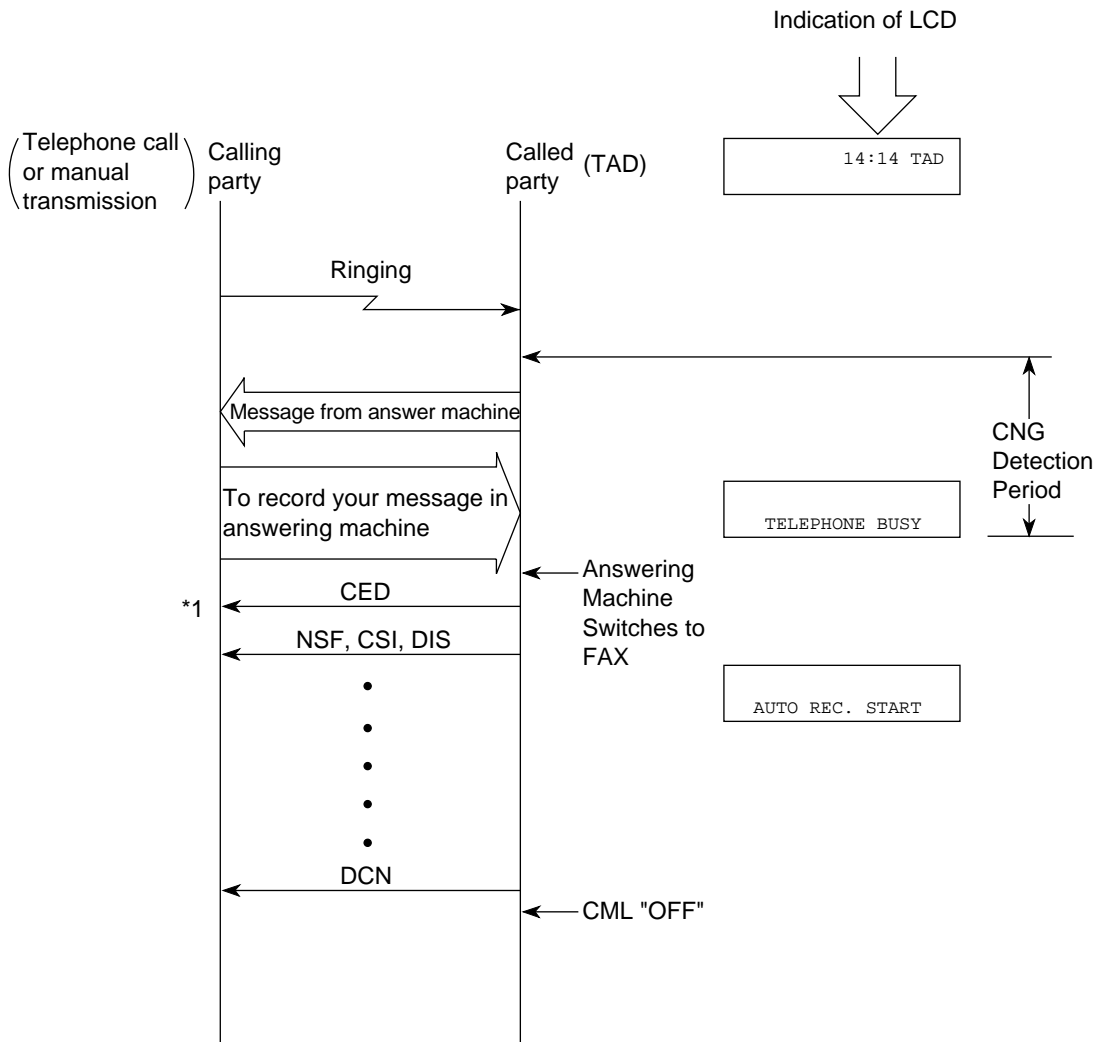 Indication of LCD
14:14 TAD
(Telephone call
or manual
transmission)
Calling
party
Called
party
(TAD)
Ringing
Message from answer machine
CNG
Detection
Period
To record your message in
answering machine
TELEPHONE BUSY
Answering
Machine
Switches to
FAX
*1
CED
NSF, CSI, DIS
AUTO REC. START
DCN
CML "OFF"